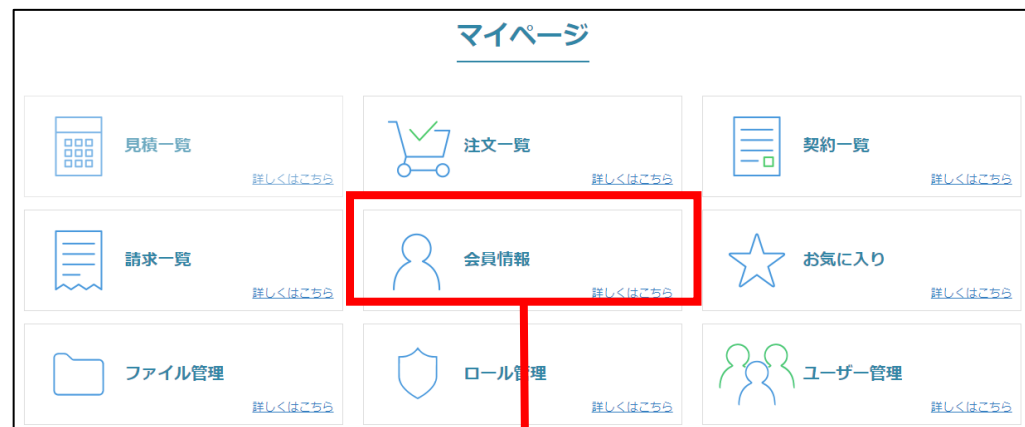 マイページ
見積一覧
詳しくはこちら
注文一覧
詳しくはこちら
契約一覧
詳しくはこちら
請求一覧
詳しくはこちら
会員情報
詳しくはこちら
お気に入り
詳しくはこちら
ファイル管理
詳しくはこちら
ロール管理
詳しくはこちら
ユーザー管理
詳しくはこちら